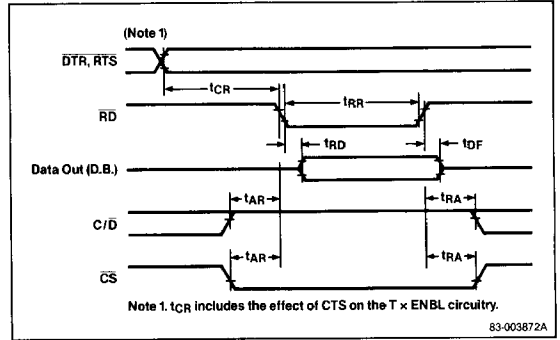 (Note 1)
DTR, RTS
tCR
RD
tRR
tRD
tDF
Data Out (D.B.)
tAR
tRA
C/D
tAR
tRA
CS
Note 1. tCR includes the effect of CTS on the T × ENBL circuitry.
83-003872A